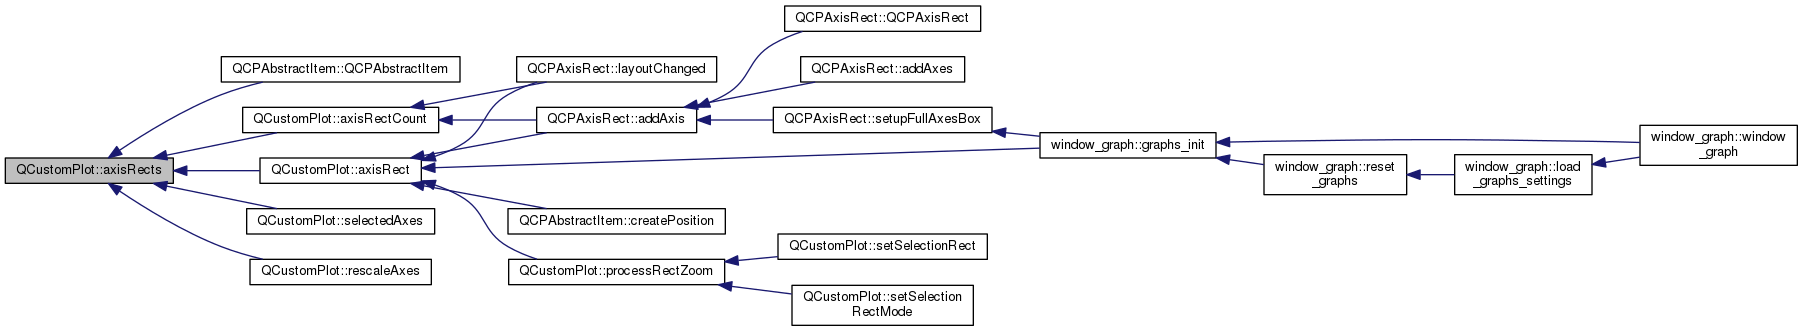 QCustomPlot::axisRects
QCPAbstractItem::QCPAbstractItem
QCustomPlot::axisRectCount
QCustomPlot::axisRect
QCustomPlot::selectedAxes
QCustomPlot::rescaleAxes
QCPAxisRect::layoutChanged
QCPAxisRect::addAxis
QCPAbstractItem::createPosition
QCustomPlot::processRectZoom
QCPAxisRect::QCPAxisRect
QCPAxisRect::addAxes
QCPAxisRect::setupFullAxesBox
QCustomPlot::setSelectionRect
QCustomPlot::setSelection
RectMode
window_graph::graphs_init
window_graph::reset
_graphs
window_graph::load
_graphs_settings
window_graph::window
_graph